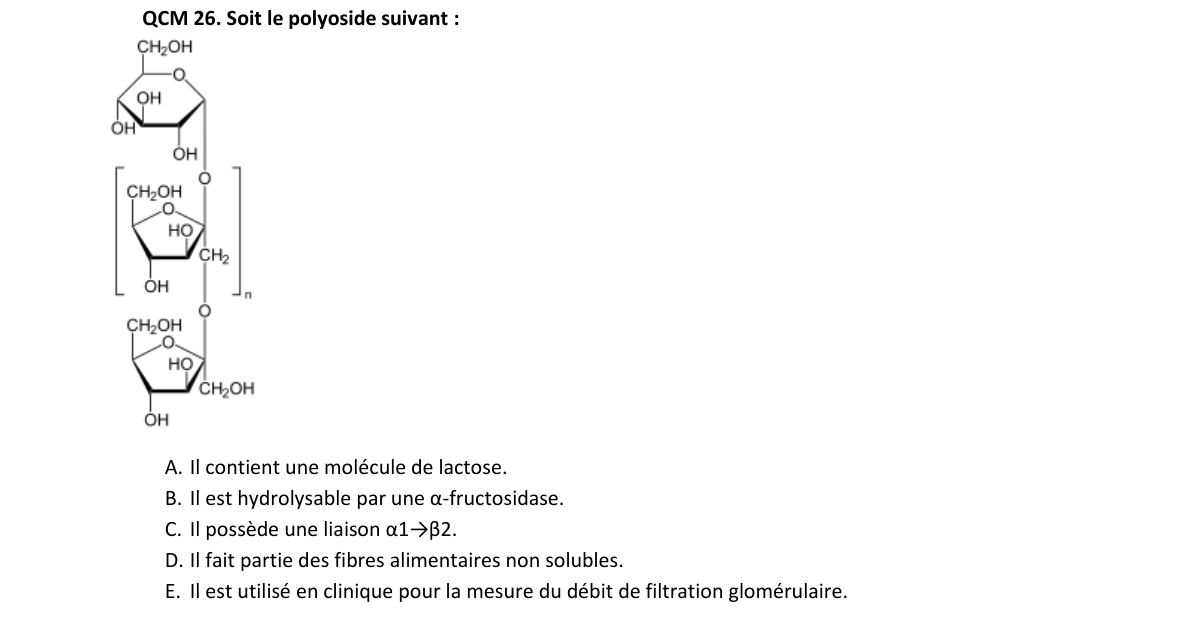 QCM 26. Soit le polyoside suivant :
CH₂OH
O
OH
OH
OH
O
CH₂OH
O
HO
CH₂
OH
n
O
CH₂OH
O
HO
CH₂OH
OH
A. Il contient une molécule de lactose.
B. Il est hydrolysable par une α-fructosidase.
C. Il possède une liaison α1→β2.
D. Il fait partie des fibres alimentaires non solubles.
E. Il est utilisé en clinique pour la mesure du débit de filtration glomérulaire.